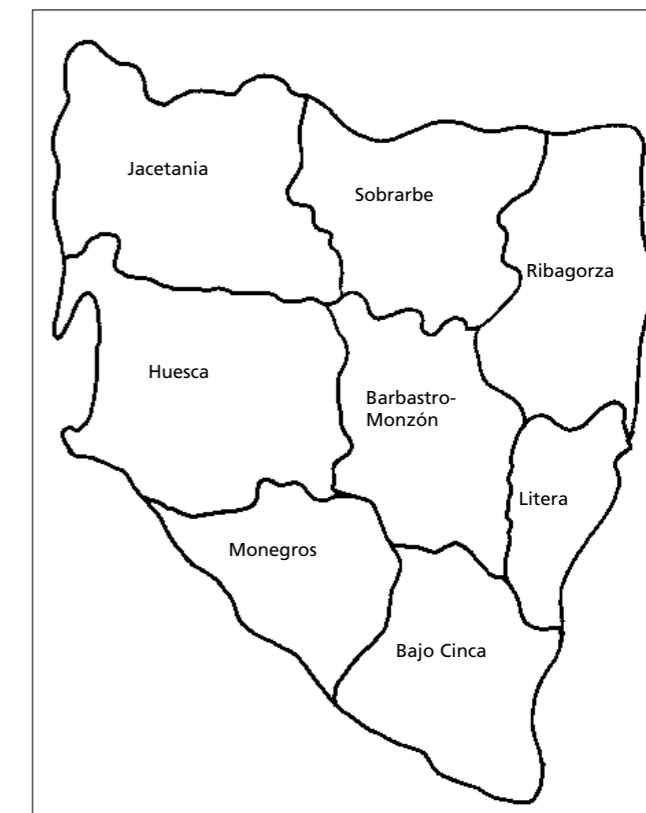 Jacetania
Sobrarbe
Ribagorza
Huesca
Barbastro-
Monzón
Litera
Monegros
Bajo Cinca